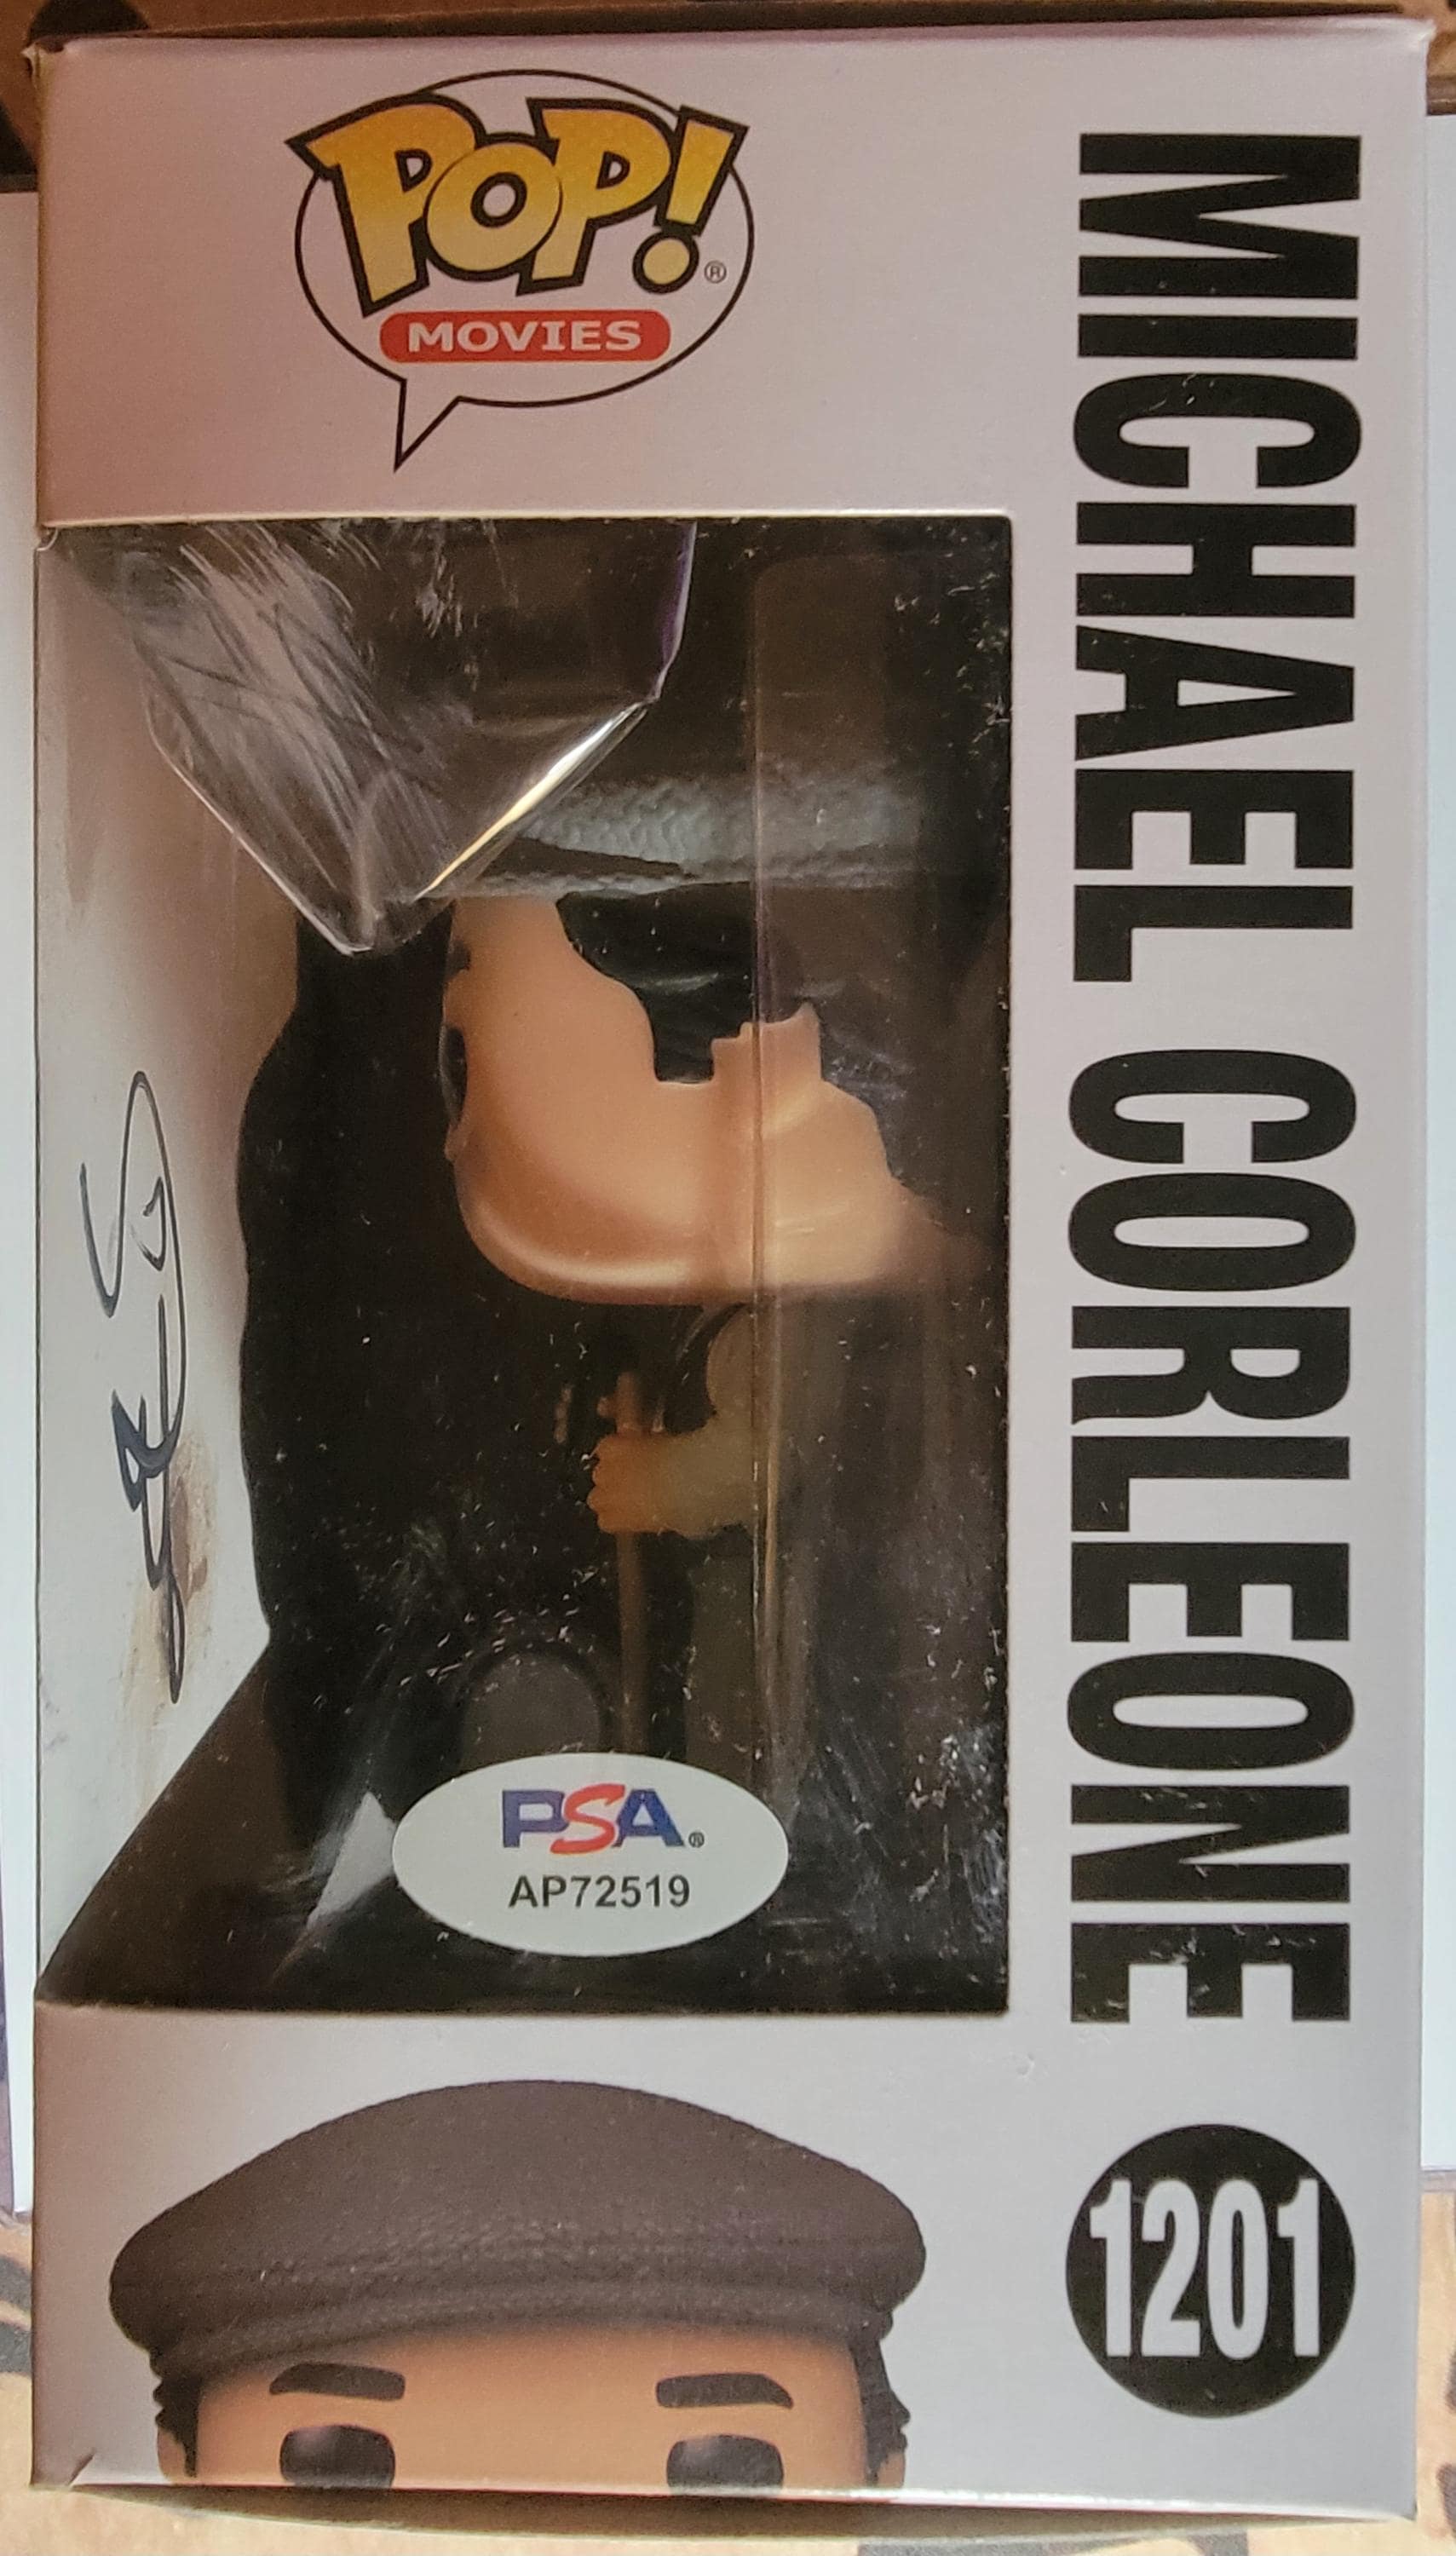 POP!®
MOVIES
MICHAEL CORLEONE
1201
PSA®
AP72519